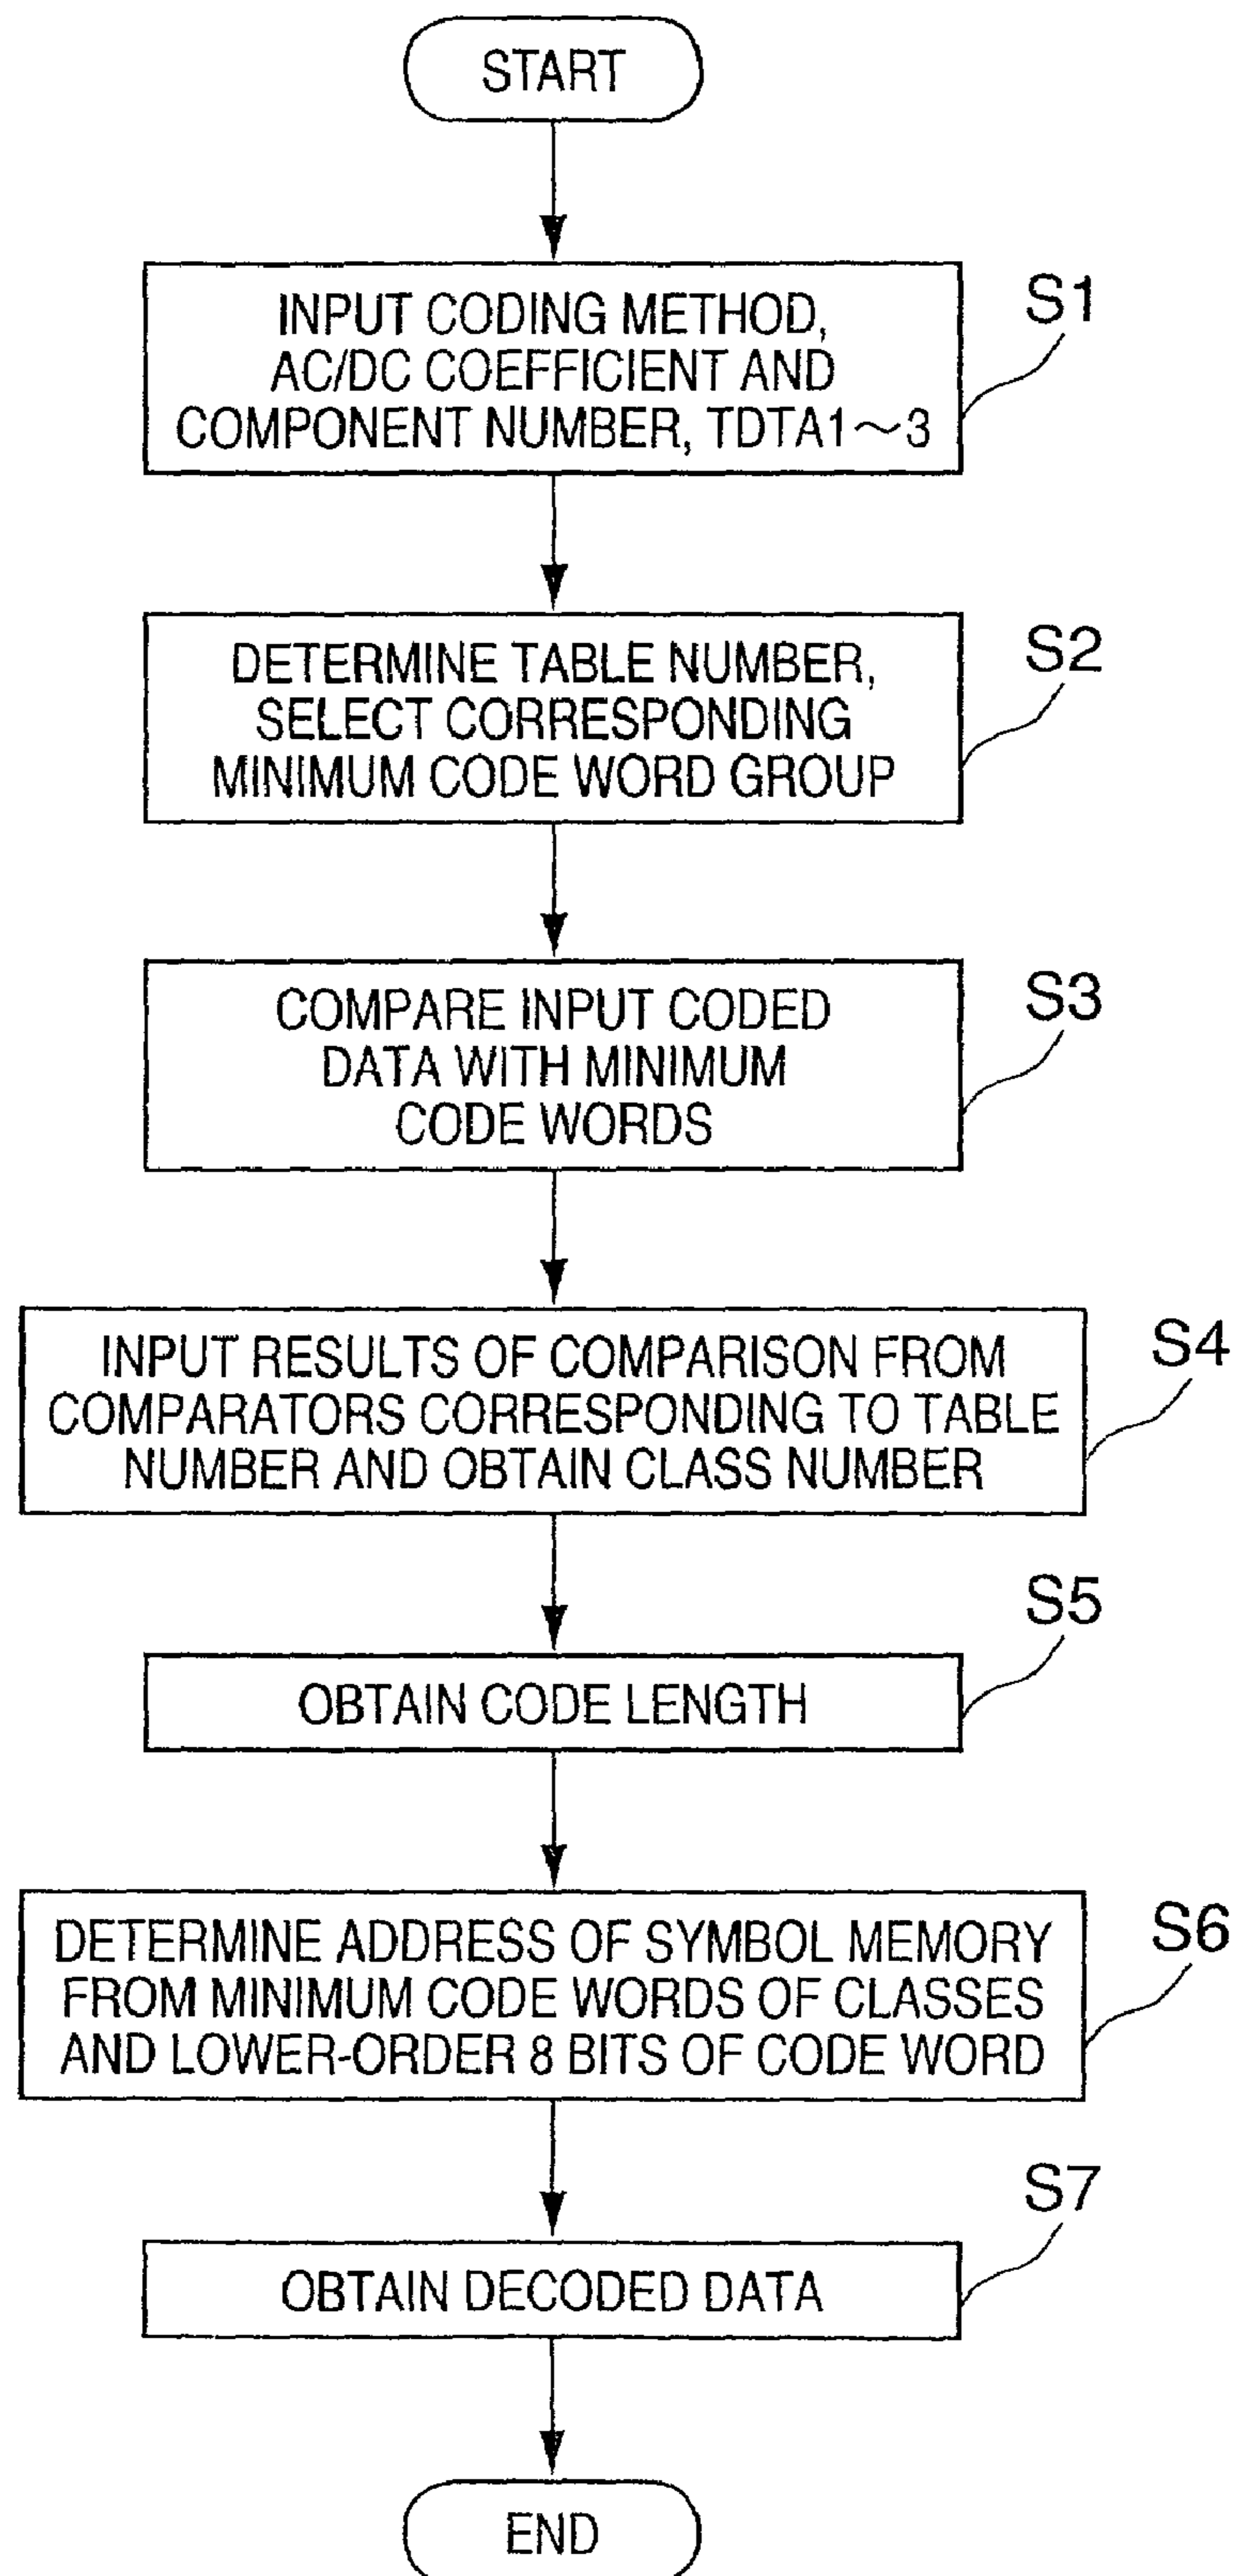 START
INPUT CODING METHOD,
AC/DC COEFFICIENT AND
COMPONENT NUMBER, TDTA1~3
S1
DETERMINE TABLE NUMBER,
SELECT CORRESPONDING
MINIMUM CODE WORD GROUP
S2
COMPARE INPUT CODED
DATA WITH MINIMUM
CODE WORDS
S3
INPUT RESULTS OF COMPARISON FROM
COMPARATORS CORRESPONDING TO TABLE
NUMBER AND OBTAIN CLASS NUMBER
S4
OBTAIN CODE LENGTH
S5
DETERMINE ADDRESS OF SYMBOL MEMORY
FROM MINIMUM CODE WORDS OF CLASSES
AND LOWER-ORDER 8 BITS OF CODE WORD
S6
OBTAIN DECODED DATA
S7
END